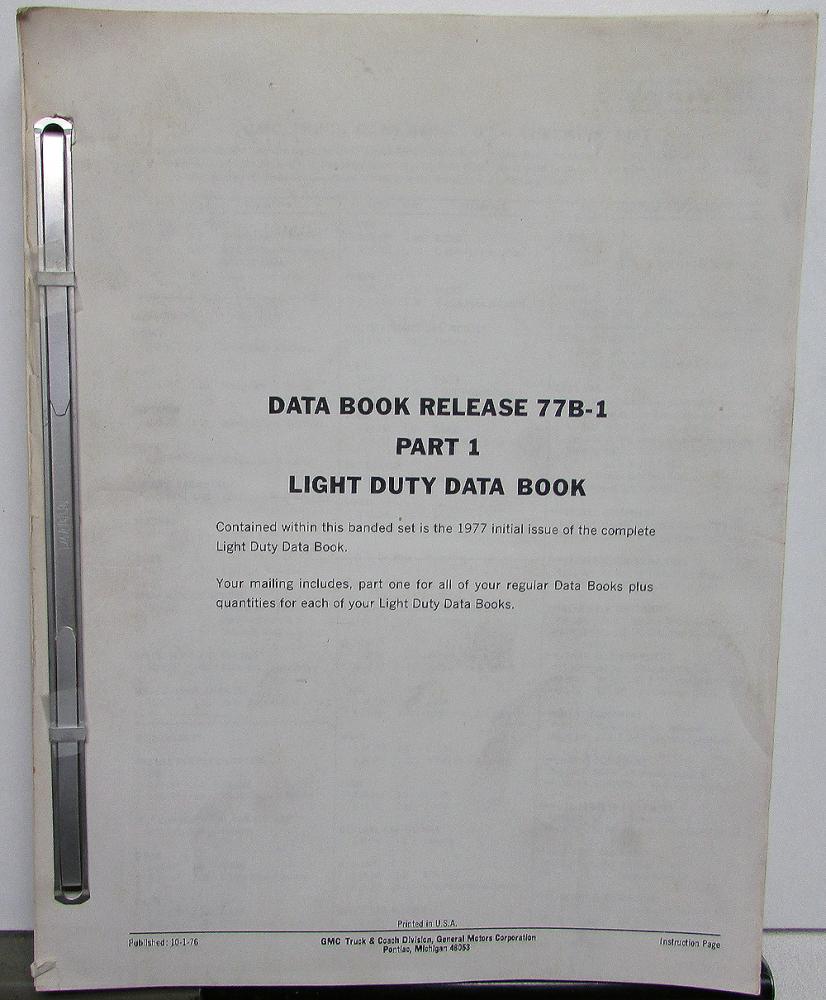 DATA BOOK RELEASE 77B-1
PART 1
LIGHT DUTY DATA BOOK
Contained within this banded set is the 1977 initial issue of the complete
Light Duty Data Book.
Your mailing includes, part one for all of your regular Data Books plus
quantities for each of your Light Duty Data Books.
Printed in U.S.A.
Published: 10-1-76
GMC Truck & Coach Division, General Motors Corporation
Pontiac, Michigan 48053
Instruction Page